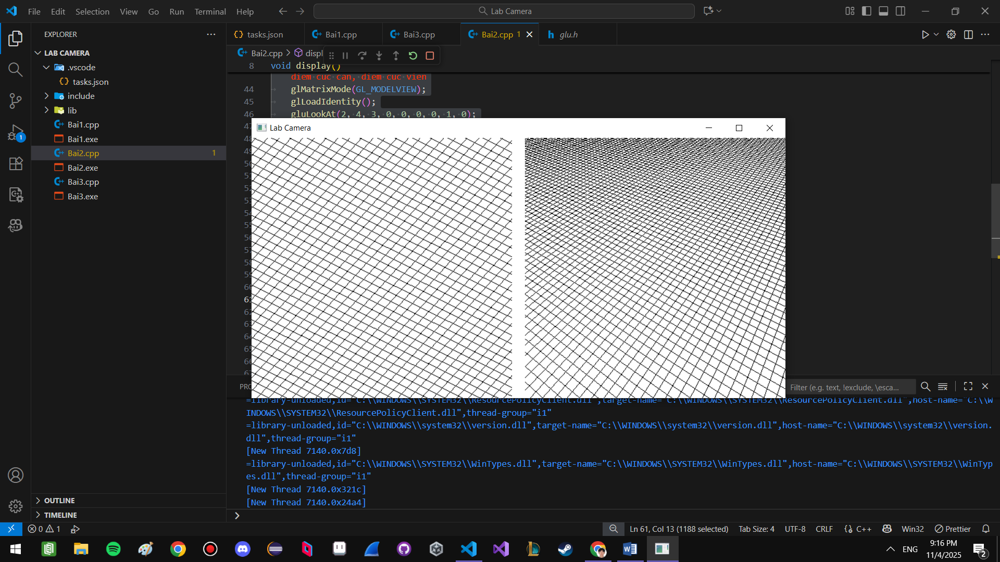 File Edit Selection View Go Run Terminal Help
Lab Camera
EXPLORER
LAB CAMERA
.vscode
tasks.json
include
lib
Bai1.cpp
Bai1.exe
Bai2.cpp 1
Bai2.exe
Bai3.cpp
Bai3.exe
OUTLINE
TIMELINE
1
tasks.json Bai1.cpp Bai3.cpp Bai2.cpp 1 glu.h
Bai2.cpp > displ
8 void display()
diem cuc can, diem cuc vien
44 glMatrixMode(GL_MODELVIEW);
45 glLoadIdentity();
46 gluLookAt(2, 4, 3, 0, 0, 0, 0, 1, 0);
Lab Camera
61
Filter (e.g. text, !exclude, \esca...
=library-unloaded,id="C:\\WINDOWS\\SYSTEM32\\ResourcePolicyClient.dll",target-name="C:\\WINDOWS\\SYSTEM32\\ResourcePolicyClient.dll",host-name="C:\\W
INDOWS\\SYSTEM32\\ResourcePolicyClient.dll",thread-group="i1"
=library-unloaded,id="C:\\WINDOWS\\system32\\version.dll",target-name="C:\\WINDOWS\\system32\\version.dll",host-name="C:\\WINDOWS\\system32\\version.
dll",thread-group="i1"
[New Thread 7140.0x7d8]
=library-unloaded,id="C:\\WINDOWS\\SYSTEM32\\WinTypes.dll",target-name="C:\\WINDOWS\\SYSTEM32\\WinTypes.dll",host-name="C:\\WINDOWS\\SYSTEM32\\WinTyp
es.dll",thread-group="i1"
[New Thread 7140.0x321c]
[New Thread 7140.0x24a4]
0 1 Ln 61, Col 13 (1188 selected) Tab Size: 4 UTF-8 CRLF C++ Win32 Prettier
ENG 9:16 PM
11/4/2025
2